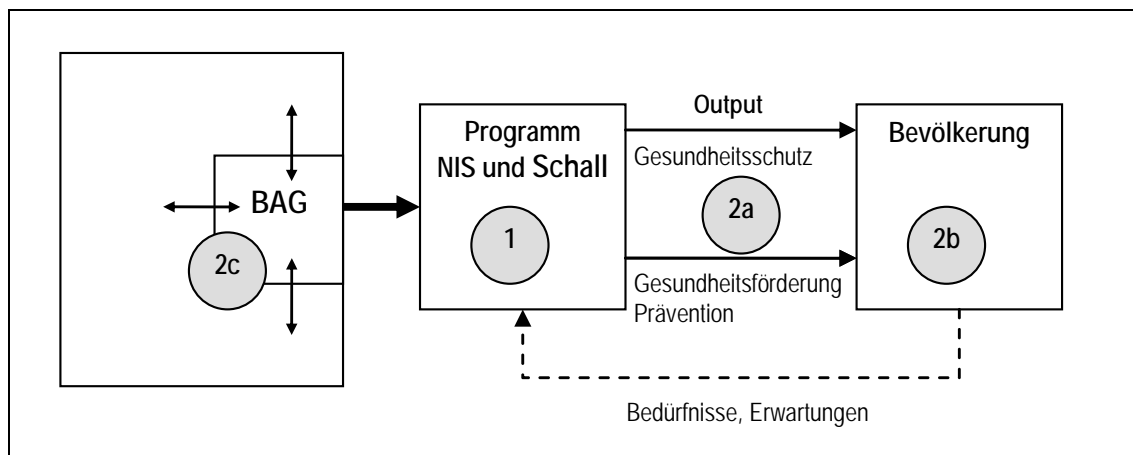 BAG
2c
Programm
NIS und Schall
1
Output
Gesundheitsschutz
2a
Gesundheitsförderung
Prävention
Bevölkerung
2b
Bedürfnisse, Erwartungen